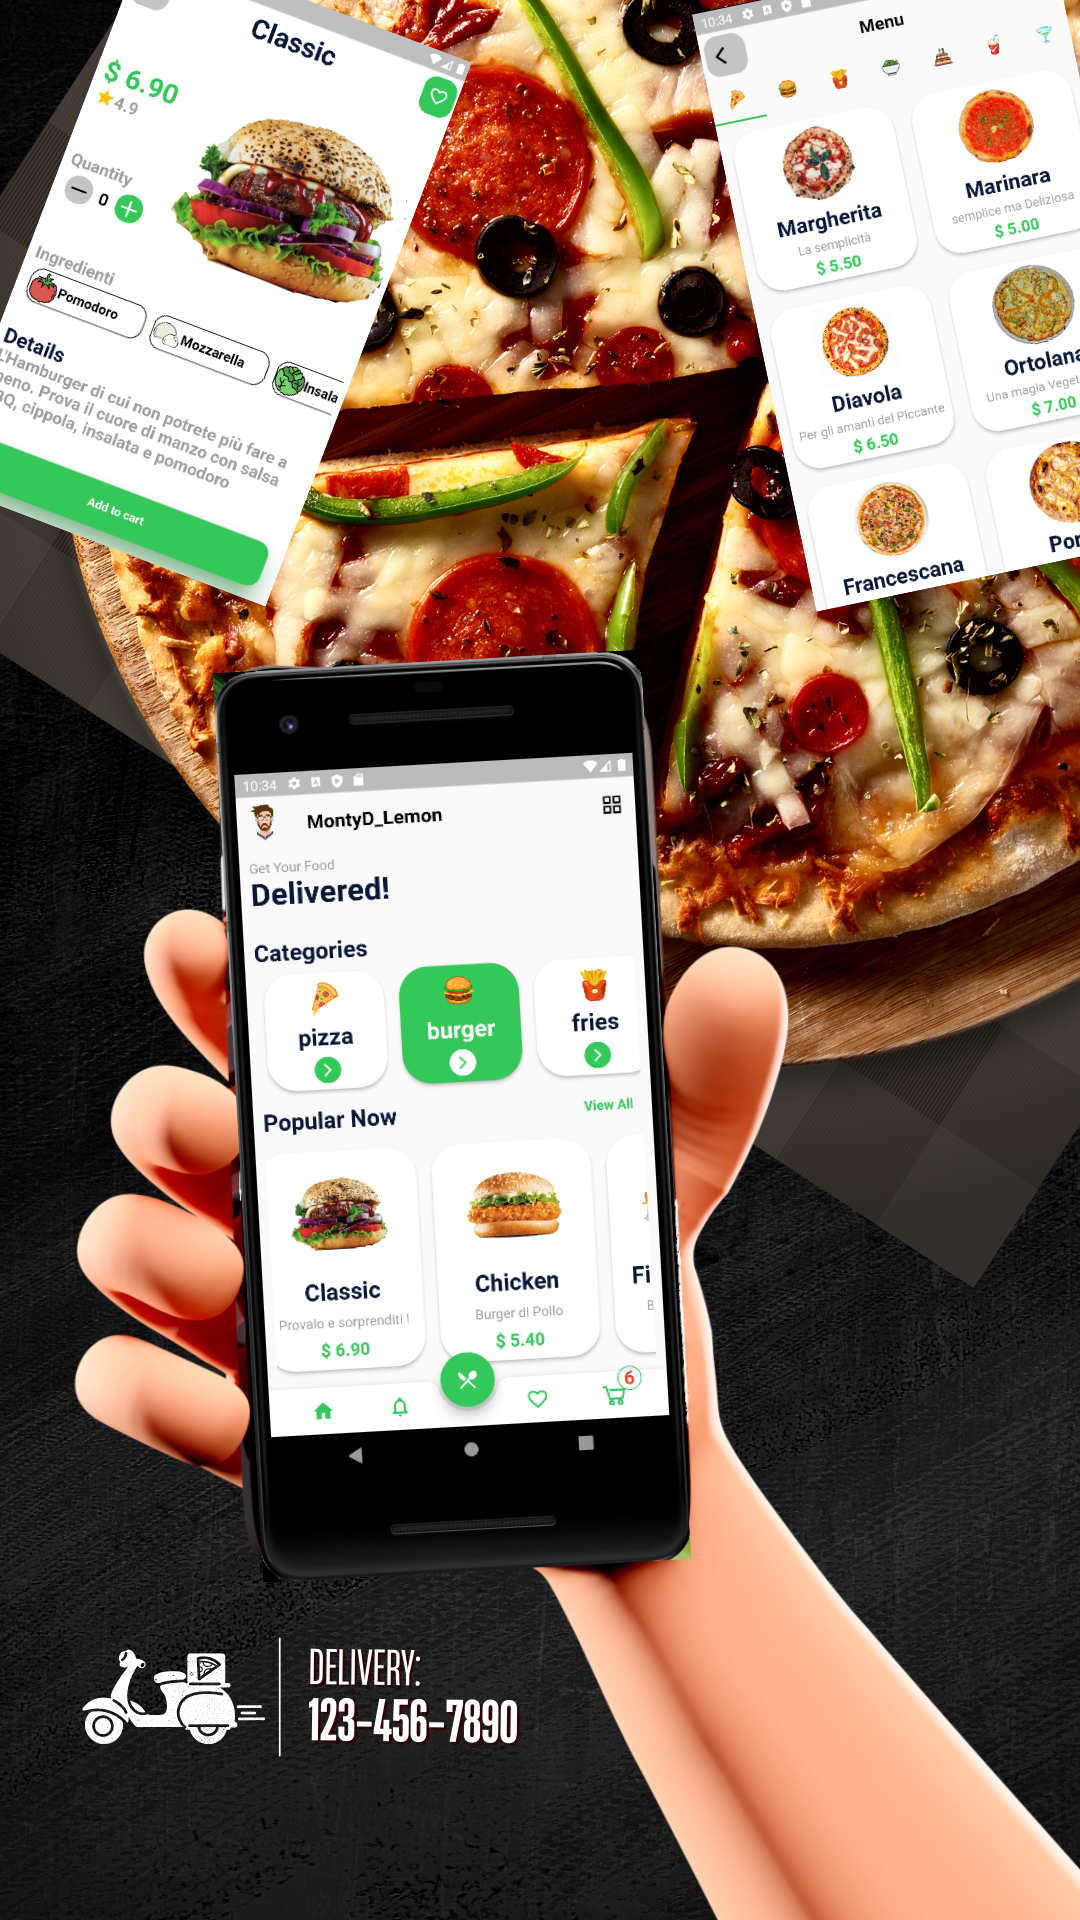 Classic
$ 6.90
4.9
Quantity
0
Ingredienti
Pomodoro
Mozzarella
Insala
Details
L'Hamburger di cui non potrete più fare a
meno. Prova il cuore di manzo con salsa
BQ, cippola, insalata e pomodoro
Add to cart
10:34
Menu
Margherita
La semplicità
$ 5.50
Marinara
semplice ma Deliziosa
$ 5.00
Diavola
Per gli amanti del Piccante
$ 6.50
Ortolana
Una magia Veget
$ 7.00
Francescana
Por
10:34
MontyD_Lemon
Get Your Food
Delivered!
Categories
pizza
burger
fries
Popular Now
View All
Classic
Provalo e sorprenditi !
$ 6.90
Chicken
Burger di Pollo
$ 5.40
Fi
B
6
DELIVERY:
123-456-7890